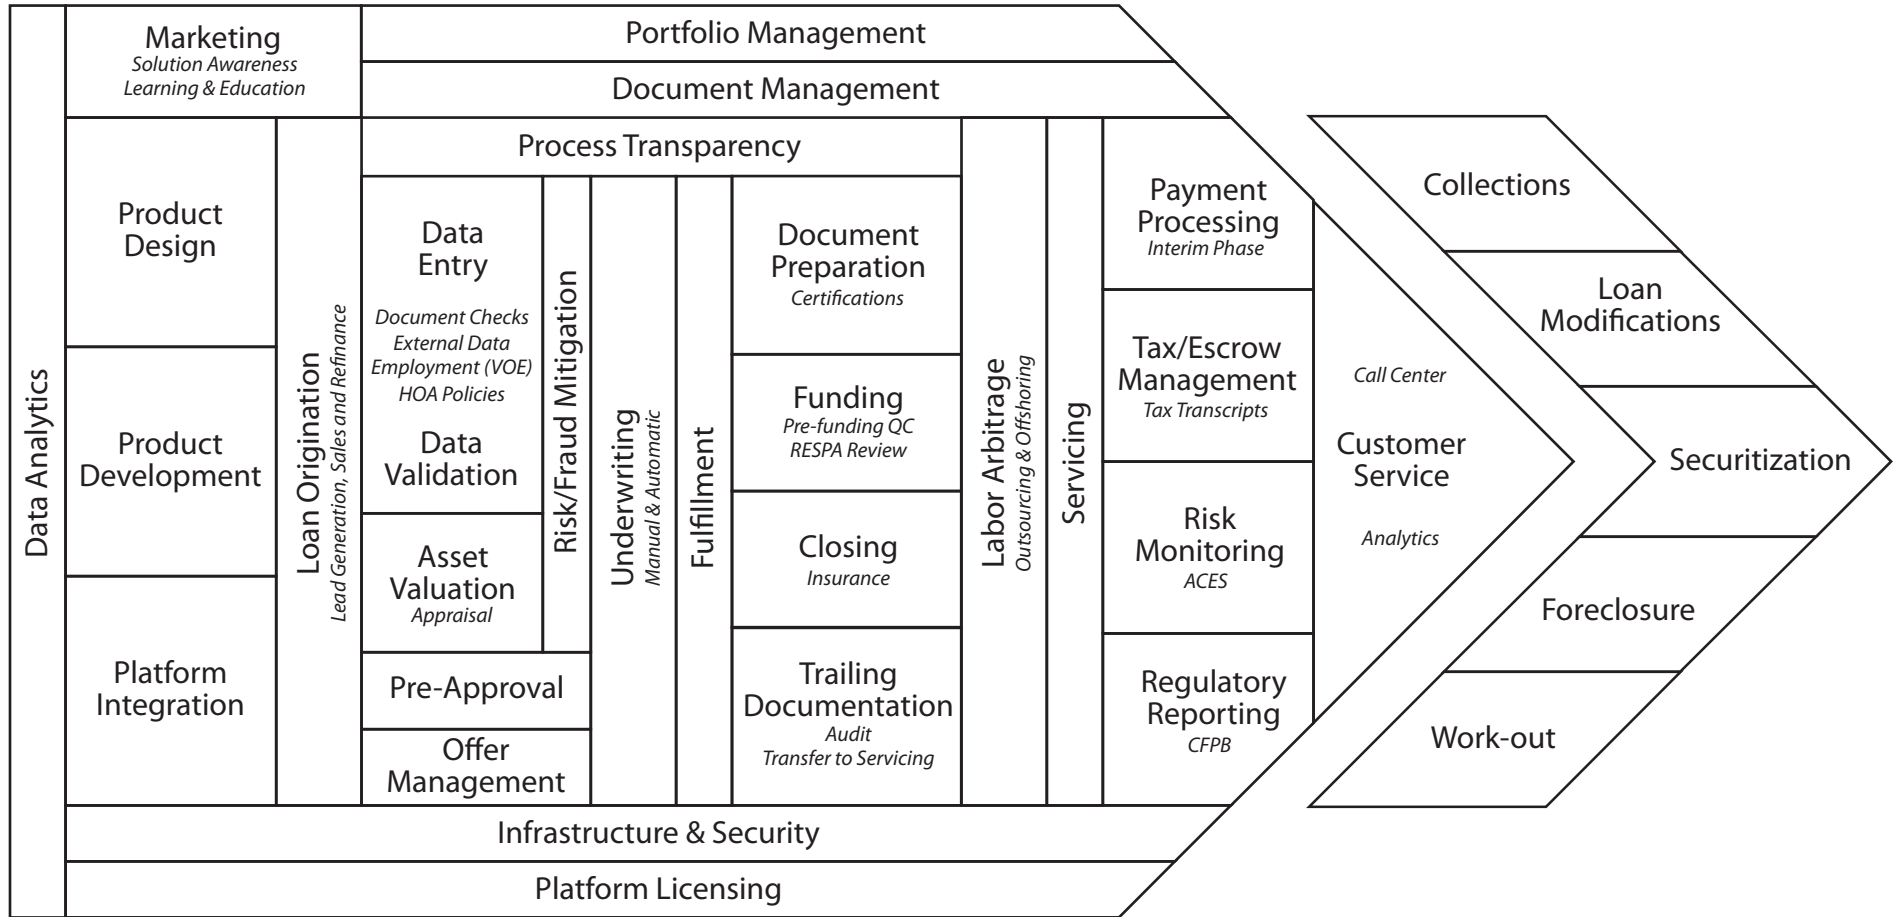 Data Analytics
Marketing
Solution Awareness
Learning & Education
Portfolio Management
Document Management
Product
Design
Product
Development
Platform
Integration
Loan Origination
Lead Generation, Sales and Refinance
Process Transparency
Data
Entry
Document Checks
External Data
Employment (VOE)
HOA Policies
Data
Validation
Asset
Valuation
Appraisal
Risk/Fraud Mitigation
Pre-Approval
Offer
Management
Underwriting
Manual & Automatic
Fulfillment
Document
Preparation
Certifications
Funding
Pre-funding QC
RESPA Review
Closing
Insurance
Trailing
Documentation
Audit
Transfer to Servicing
Labor Arbitrage
Outsourcing & Offshoring
Servicing
Payment
Processing
Interim Phase
Tax/Escrow
Management
Tax Transcripts
Risk
Monitoring
ACES
Regulatory
Reporting
CFPB
Call Center
Customer
Service
Analytics
Infrastructure & Security
Platform Licensing
Collections
Loan
Modifications
Securitization
Foreclosure
Work-out